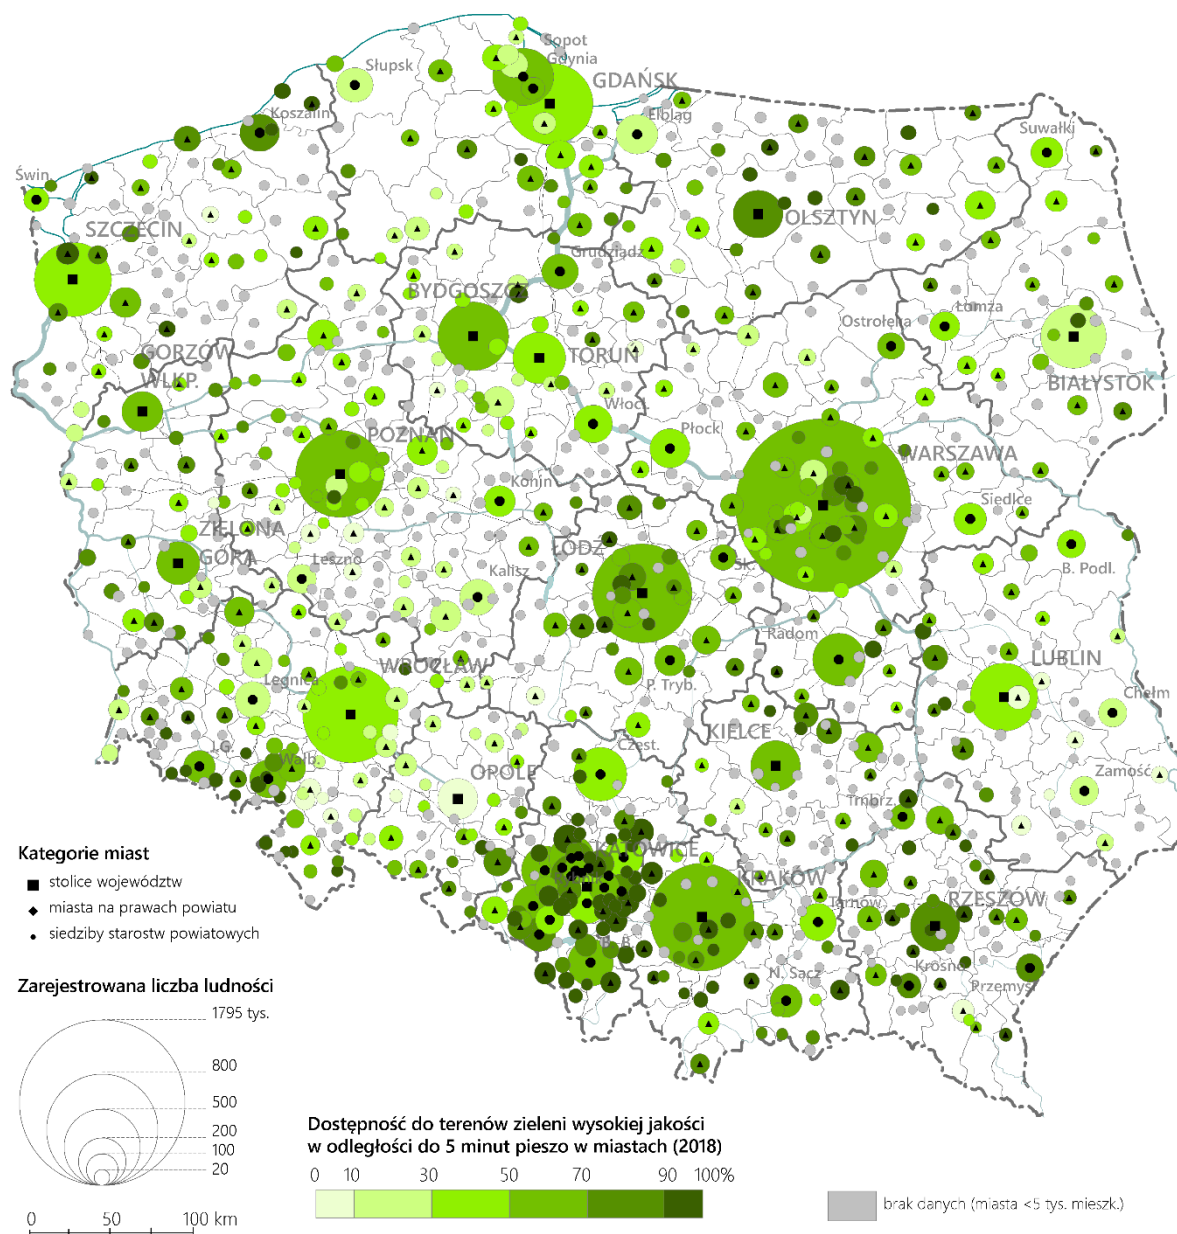 Sopot
Gdynia
GDAŃSK
Słupsk
Koszalin
Elbląg
Suwałki
Świn.
SZCZECIN
OLSZTYN
Grudziądz
BYDGOSZCZ
Ostrołęka
Łomża
GORZÓW
WLKP.
TORUŃ
BIAŁYSTOK
Włocł.
Płock
POZNAŃ
WARSZAWA
Konin
Siedlce
ZIELONA
GÓRA
Leszno
ŁÓDŹ
Sk.
B. Podl.
Kalisz
Radom
WROCŁAW
LUBLIN
Legnica
P. Tryb.
Chełm
KIELCE
J.G.
Wałb.
Częst.
OPOLE
Zamość
Trnbrz.
KATOWICE
KRAKÓW
RZESZÓW
Tarnów
B.-B.
N. Sącz
Krosno
Przemyśl
Kategorie miast
stolice województw
miasta na prawach powiatu
siedziby starostw powiatowych
Zarejestrowana liczba ludności
1795 tys.
800
500
200
100
20
0 50 100 km
Dostępność do terenów zieleni wysokiej jakości
w odległości do 5 minut pieszo w miastach (2018)
0 10 30 50 70 90 100%
brak danych (miasta <5 tys. mieszk.)